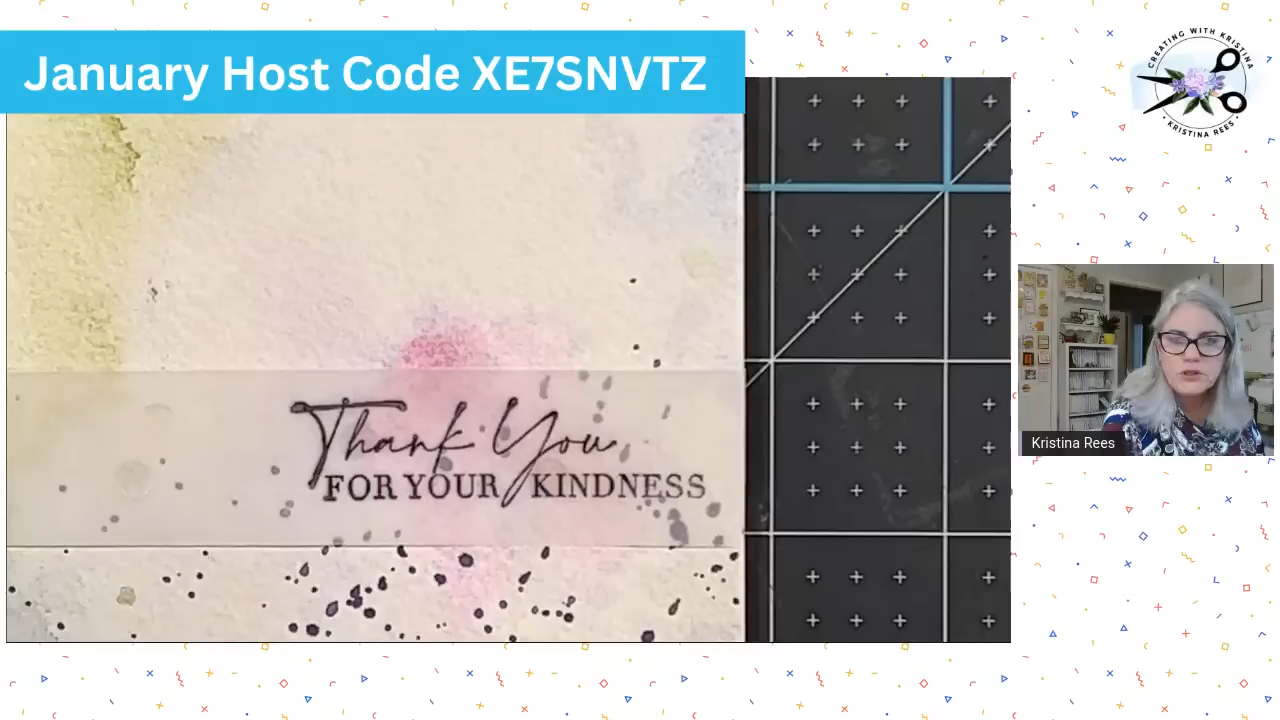 January Host Code XE7SNVTZ
CREATING WITH KRISTINA
• KRISTINA REES •
Thank You
FOR YOUR KINDNESS
Kristina Rees